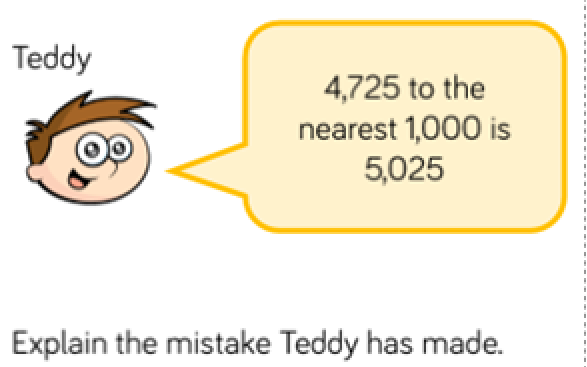 Teddy
4,725 to the
nearest 1,000 is
5,025
Explain the mistake Teddy has made.